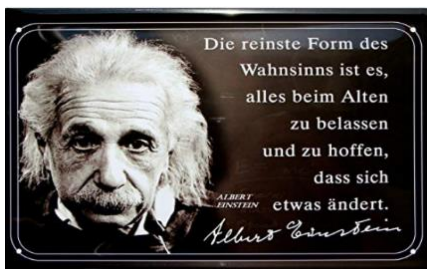 Die reinste Form des
Wahnsinns ist es,
alles beim Alten
zu belassen
und zu hoffen,
dass sich
etwas ändert.
ALBERT
EINSTEIN
Albert Einstein